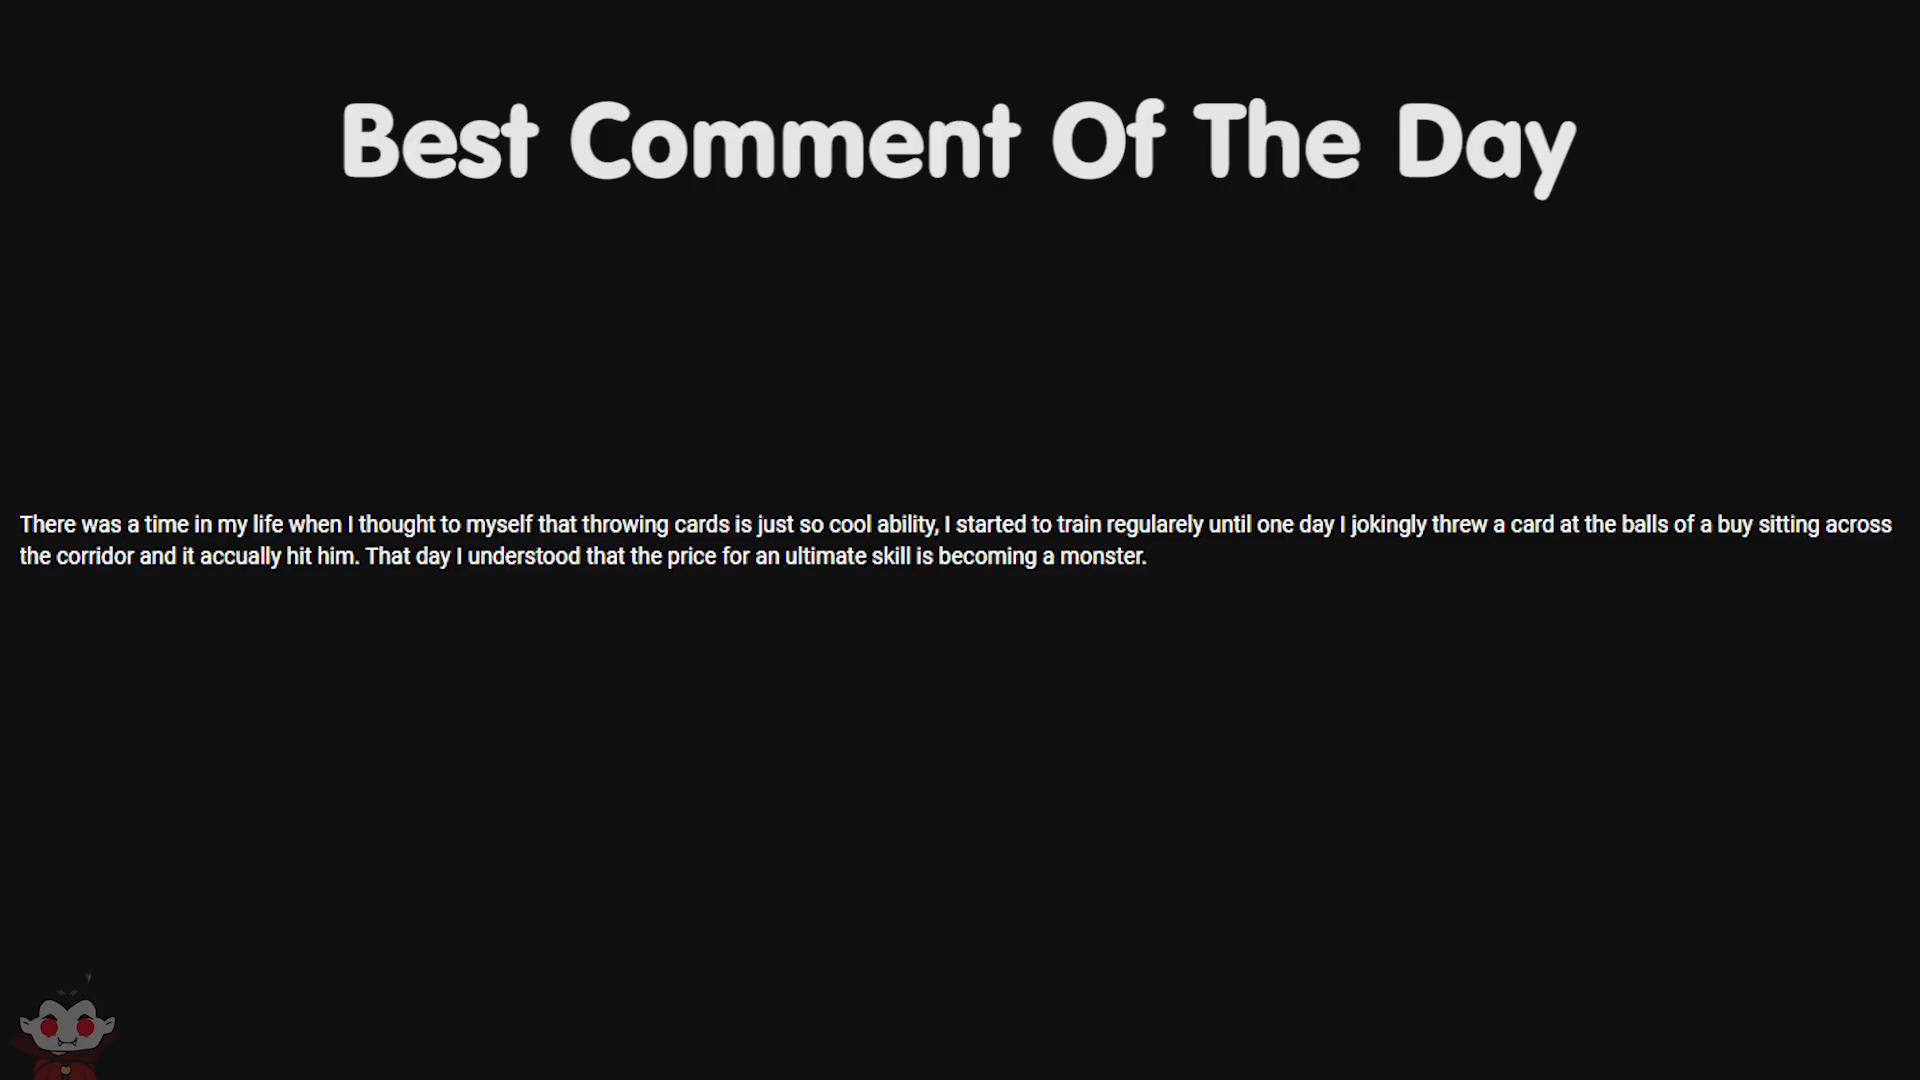 Best Comment Of The Day
There was a time in my life when I thought to myself that throwing cards is just so cool ability, I started to train regularely until one day I jokingly threw a card at the balls of a buy sitting across
the corridor and it accually hit him. That day I understood that the price for an ultimate skill is becoming a monster.